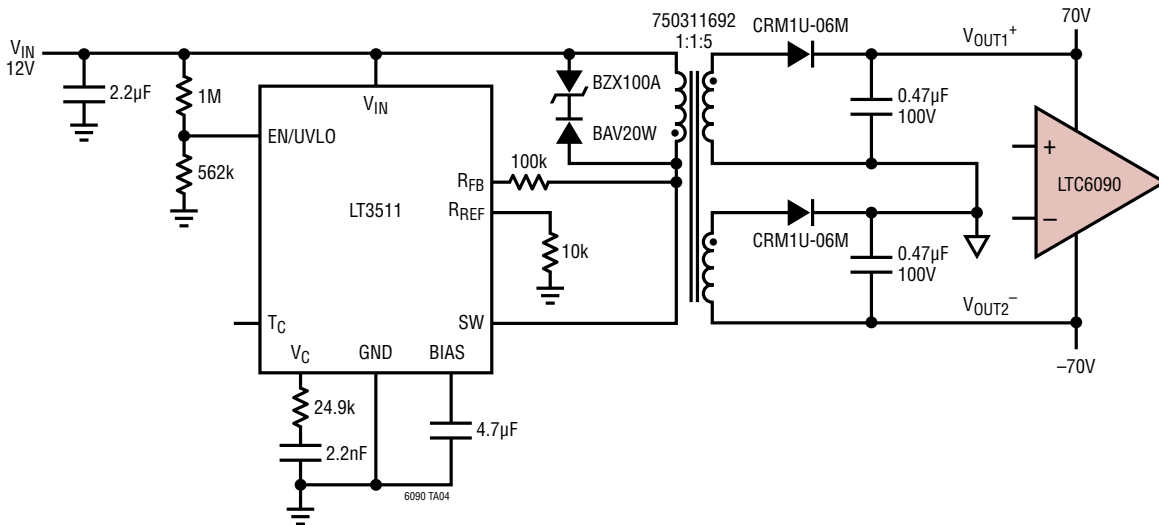 750311692
1:1:5
CRM1U-06M
70V
VOUT1+
VIN
12V
2.2µF
1M
VIN
BZX100A
0.47µF
100V
EN/UVLO
BAV20W
562k
100k
RFB
LT3511
RREF
10k
CRM1U-06M
+
LTC6090
–
0.47µF
100V
TC
SW
VOUT2–
–70V
VC
GND
BIAS
24.9k
2.2nF
4.7µF
6090 TA04